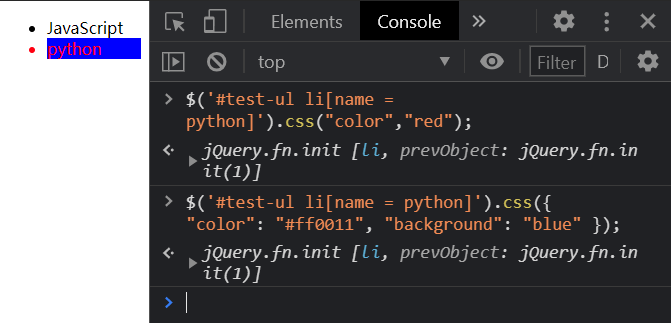 JavaScript
python
Elements Console »
top Filter D
$('#test-ul li[name =
python]').css("color","red");
jQuery.fn.init [li, prevObject: jQuery.fn.in
it(1)]
$('#test-ul li[name = python]').css({
"color": "#ff0011", "background": "blue" });
jQuery.fn.init [li, prevObject: jQuery.fn.in
it(1)]